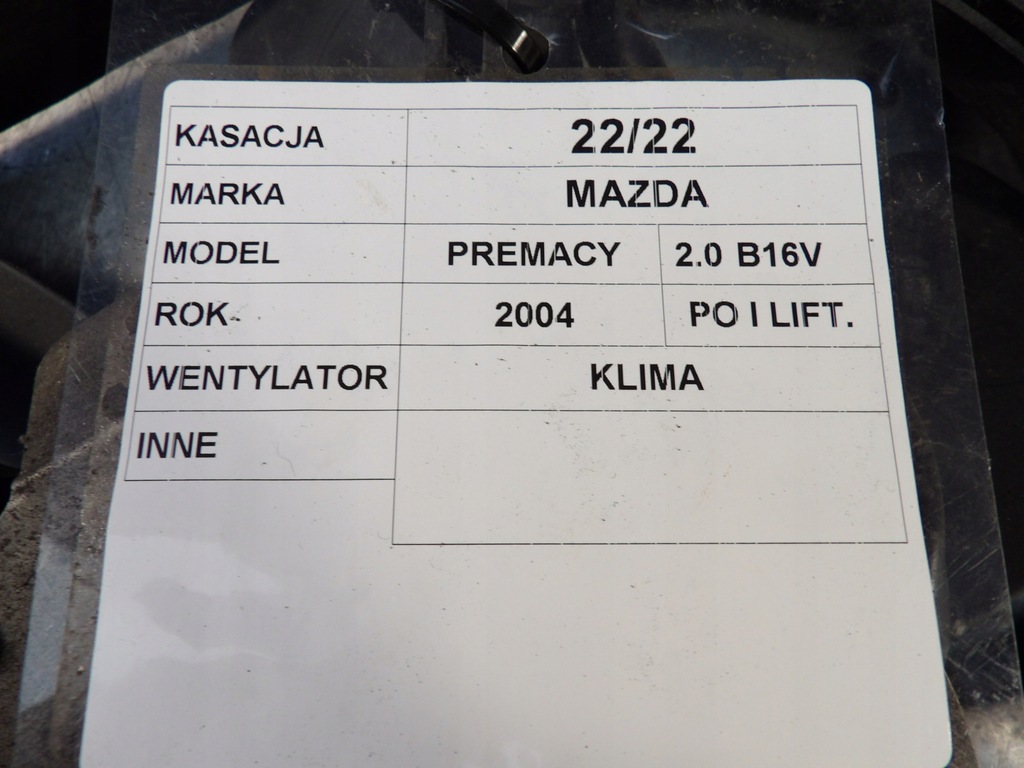 KASACJA 22/22
MARKA MAZDA
MODEL PREMACY 2.0 B16V
ROK 2004 PO I LIFT.
WENTYLATOR KLIMA
INNE